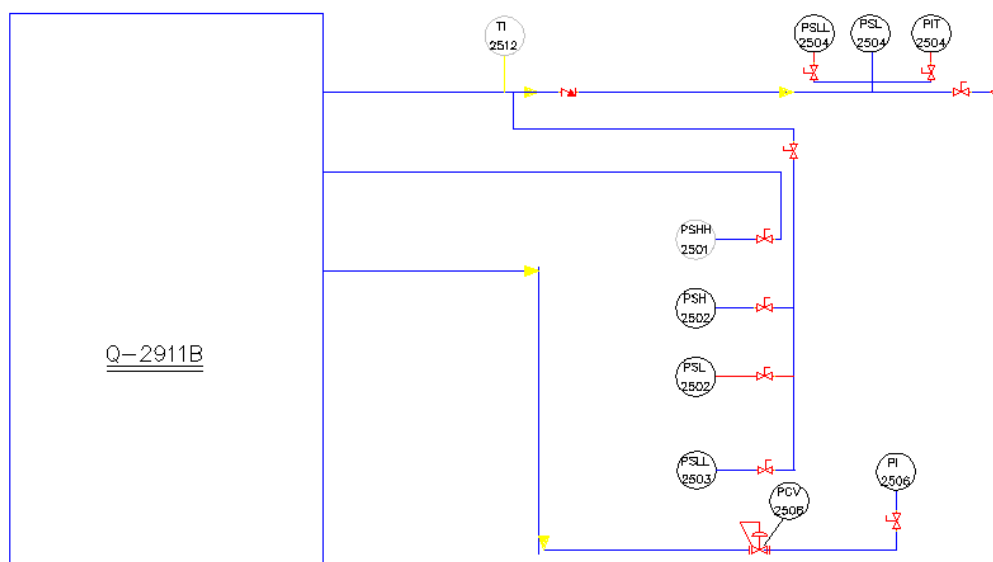 TI
2512
PSLL
2504
PSL
2504
PIT
2504
PSHH
2501
PSH
2502
Q-2911B
PSL
2502
PSLL
2503
PI
2506
PCV
2506